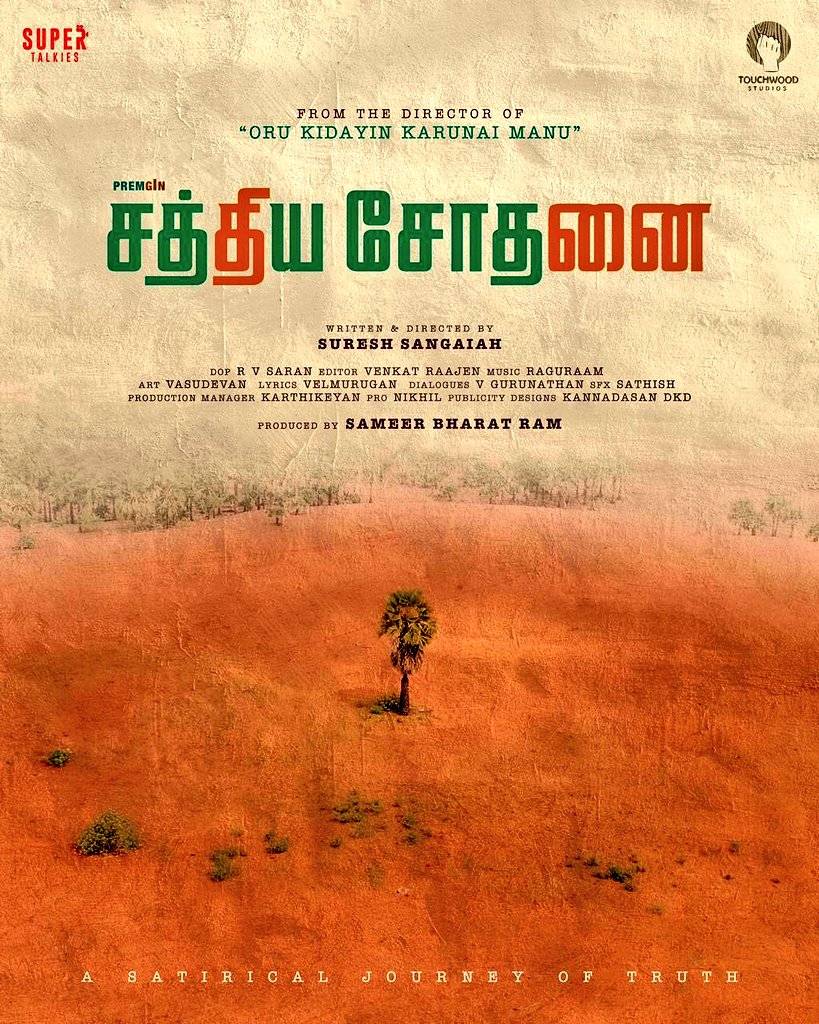 SUPER
TALKIES
TOUCHWOOD
STUDIOS
FROM THE DIRECTOR OF
“ORU KIDAYIN KARUNAI MANU”
PREMGIN
சத்திய சோதனை
WRITTEN & DIRECTED BY
SURESH SANGAIAH
DOP R V SARAN EDITOR VENKAT RAAJEN MUSIC RAGURAAM
ART VASUDEVAN LYRICS VELMURUGAN DIALOGUES V GURUNATHAN SFX SATHISH
PRODUCTION MANAGER KARTHIKEYAN PRO NIKHIL PUBLICITY DESIGNS KANNADASAN DKD
PRODUCED BY SAMEER BHARAT RAM
A SATIRICAL JOURNEY OF TRUTH